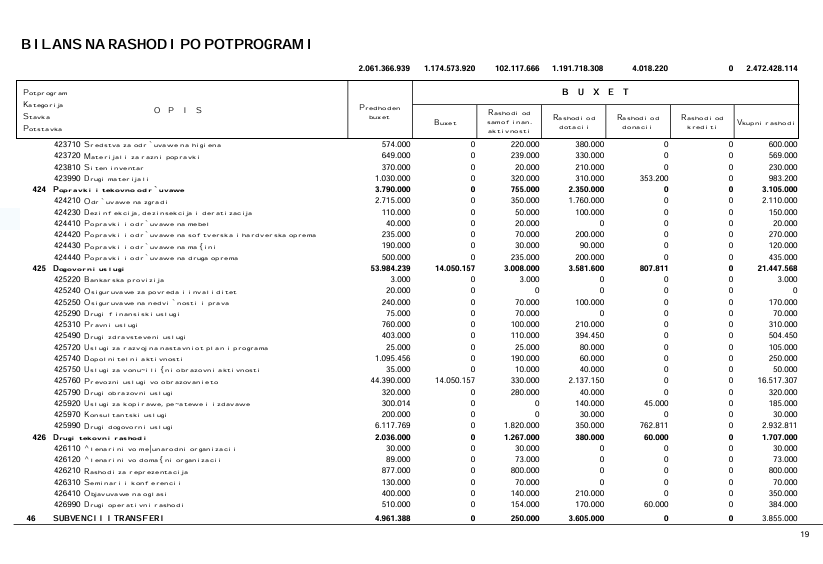 BILANS NA RASHODI PO POTPROGRAMI
2.061.366.939 1.174.573.920 102.117.666 1.191.718.308 4.018.220 0 2.472.428.114
Potprogram
Kategorija
Stavka
Potstavka
O P I S
Predhoden buxet
B U X E T
Buxet
Rashodi od samofinan. aktivnosti
Rashodi od dotacii
Rashodi od donacii
Rashodi od krediti
Vkupni rashodi
423710 Sredstva za odr`uvawe na higiena 574.000 0 220.000 380.000 0 0 600.000
423720 Materijali za razni popravki 649.000 0 239.000 330.000 0 0 569.000
423810 Siten inventar 370.000 0 20.000 210.000 0 0 230.000
423990 Drugi materijali 1.030.000 0 320.000 310.000 353.200 0 983.200
424 Popravki i tekovno odr`uvawe 3.790.000 0 755.000 2.350.000 0 0 3.105.000
424210 Odr`uvawe na zgradi 2.715.000 0 350.000 1.760.000 0 0 2.110.000
424230 Dezinfekcija, dezinsekcija i deratizacija 110.000 0 50.000 100.000 0 0 150.000
424410 Popravki i odr`uvawe na mebel 40.000 0 20.000 0 0 0 20.000
424420 Popravki i odr`uvawe na softverska i hardverska oprema 235.000 0 70.000 200.000 0 0 270.000
424430 Popravki i odr`uvawe na ma{ini 190.000 0 30.000 90.000 0 0 120.000
424440 Popravki i odr`uvawe na druga oprema 500.000 0 235.000 200.000 0 0 435.000
425 Dogovorni uslugi 53.984.239 14.050.157 3.008.000 3.581.600 807.811 0 21.447.568
425220 Bankarska provizija 3.000 0 3.000 0 0 0 3.000
425240 Osiguruvawe za povreda i invaliditet 20.000 0 0 0 0 0 0
425250 Osiguruvawe na nedvi`nosti i prava 240.000 0 70.000 100.000 0 0 170.000
425290 Drugi finansiski uslugi 75.000 0 70.000 0 0 0 70.000
425310 Pravni uslugi 760.000 0 100.000 210.000 0 0 310.000
425490 Drugi zdravstveni uslugi 403.000 0 110.000 394.450 0 0 504.450
425720 Uslugi za razvoj na nastavniot plan i programa 25.000 0 25.000 80.000 0 0 105.000
425740 Dopolnitelni aktivnosti 1.095.456 0 190.000 60.000 0 0 250.000
425750 Uslugi za vonu~ili{ni obrazovni aktivnosti 35.000 0 10.000 40.000 0 0 50.000
425760 Prevozni uslugi vo obrazovanieto 44.390.000 14.050.157 330.000 2.137.150 0 0 16.517.307
425790 Drugi obrazovni uslugi 320.000 0 280.000 40.000 0 0 320.000
425920 Uslugi za kopirawe, pe~atewe i izdavawe 300.014 0 0 140.000 45.000 0 185.000
425970 Konsultantski uslugi 200.000 0 0 30.000 0 0 30.000
425990 Drugi dogovorni uslugi 6.117.769 0 1.820.000 350.000 762.811 0 2.932.811
426 Drugi tekovni rashodi 2.036.000 0 1.267.000 380.000 60.000 0 1.707.000
426110 ^lenarini vo me|unarodni organizacii 30.000 0 30.000 0 0 0 30.000
426120 ^lenarini vo doma{ni organizacii 89.000 0 73.000 0 0 0 73.000
426210 Rashodi za reprezentacija 877.000 0 800.000 0 0 0 800.000
426310 Seminari i konferencii 130.000 0 70.000 0 0 0 70.000
426410 Objavuvawe na oglasi 400.000 0 140.000 210.000 0 0 350.000
426990 Drugi operativni rashodi 510.000 0 154.000 170.000 60.000 0 384.000
46 SUBVENCII I TRANSFERI 4.961.388 0 250.000 3.605.000 0 0 3.855.000
19